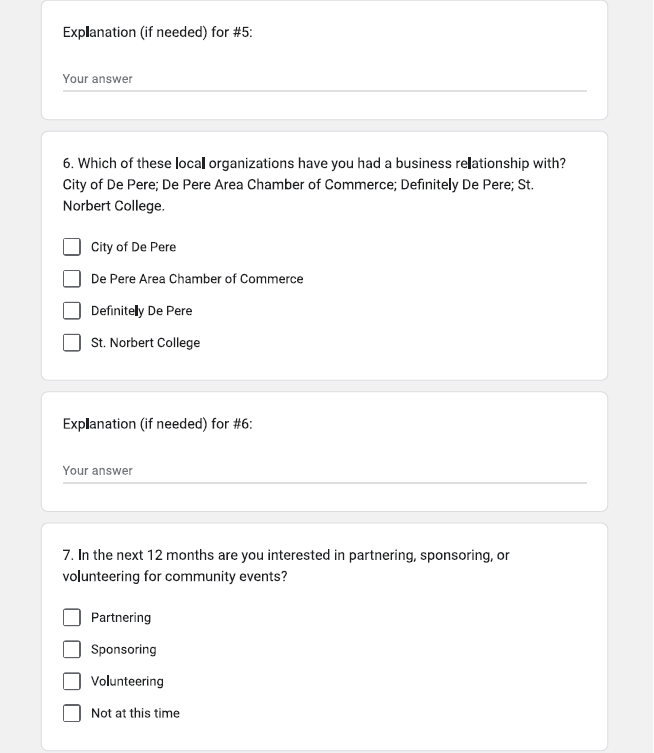 Explanation (if needed) for #5:
Your answer
6. Which of these local organizations have you had a business relationship with?
City of De Pere; De Pere Area Chamber of Commerce; Definitely De Pere; St.
Norbert College.
City of De Pere
De Pere Area Chamber of Commerce
Definitely De Pere
St. Norbert College
Explanation (if needed) for #6:
Your answer
7. In the next 12 months are you interested in partnering, sponsoring, or
volunteering for community events?
Partnering
Sponsoring
Volunteering
Not at this time